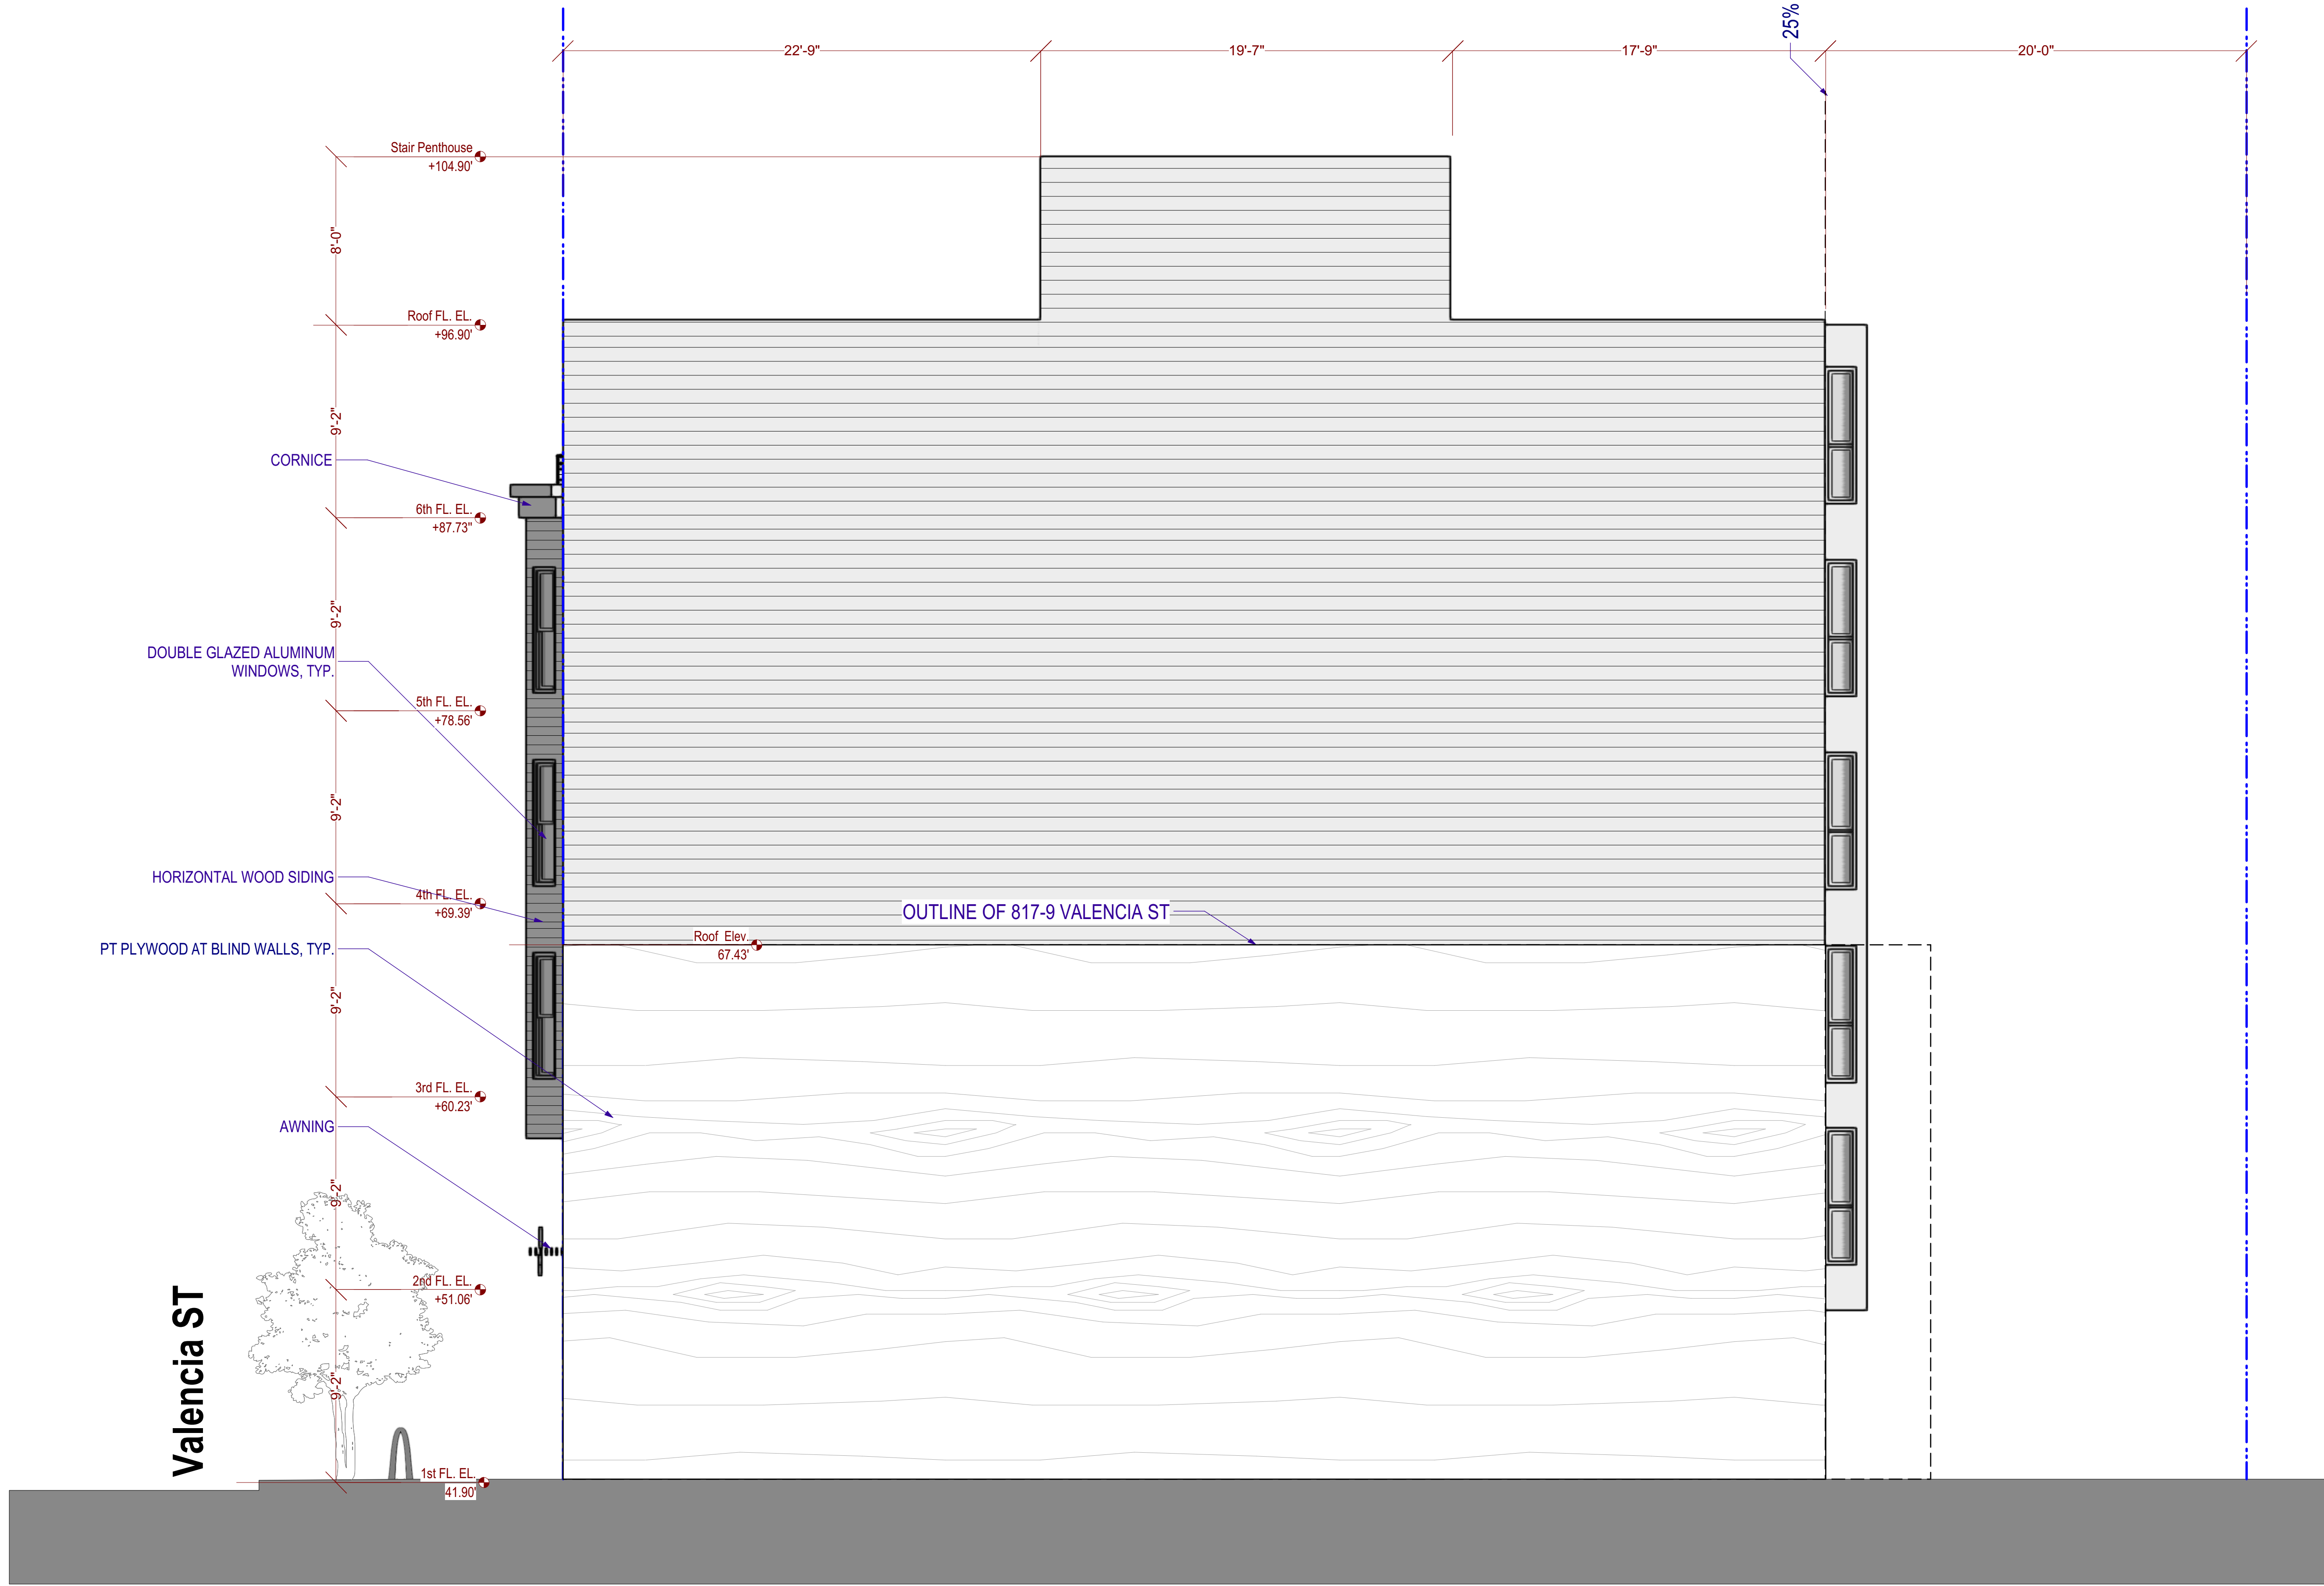 25%
22'-9"
19'-7"
17'-9"
20'-0"
Stair Penthouse
+104.90'
8'-0"
Roof FL. EL.
+96.90'
9'-2"
CORNICE
6th FL. EL.
+87.73"
9'-2"
DOUBLE GLAZED ALUMINUM
WINDOWS, TYP.
5th FL. EL.
+78.56'
9'-2"
HORIZONTAL WOOD SIDING
4th FL. EL.
+69.39'
OUTLINE OF 817-9 VALENCIA ST
Roof Elev.
67.43'
PT PLYWOOD AT BLIND WALLS, TYP.
9'-2"
3rd FL. EL.
+60.23'
AWNING
9'-2"
2nd FL. EL.
+51.06'
Valencia ST
9'-2"
1st FL. EL.
41.90'